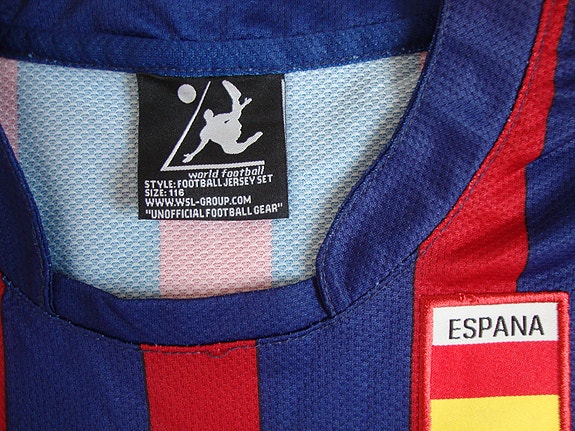 world football
STYLE: FOOTBALL JERSEY SET
SIZE: 116
WWW.WSL-GROUP.COM
"UNOFFICIAL FOOTBALL GEAR"
ESPANA